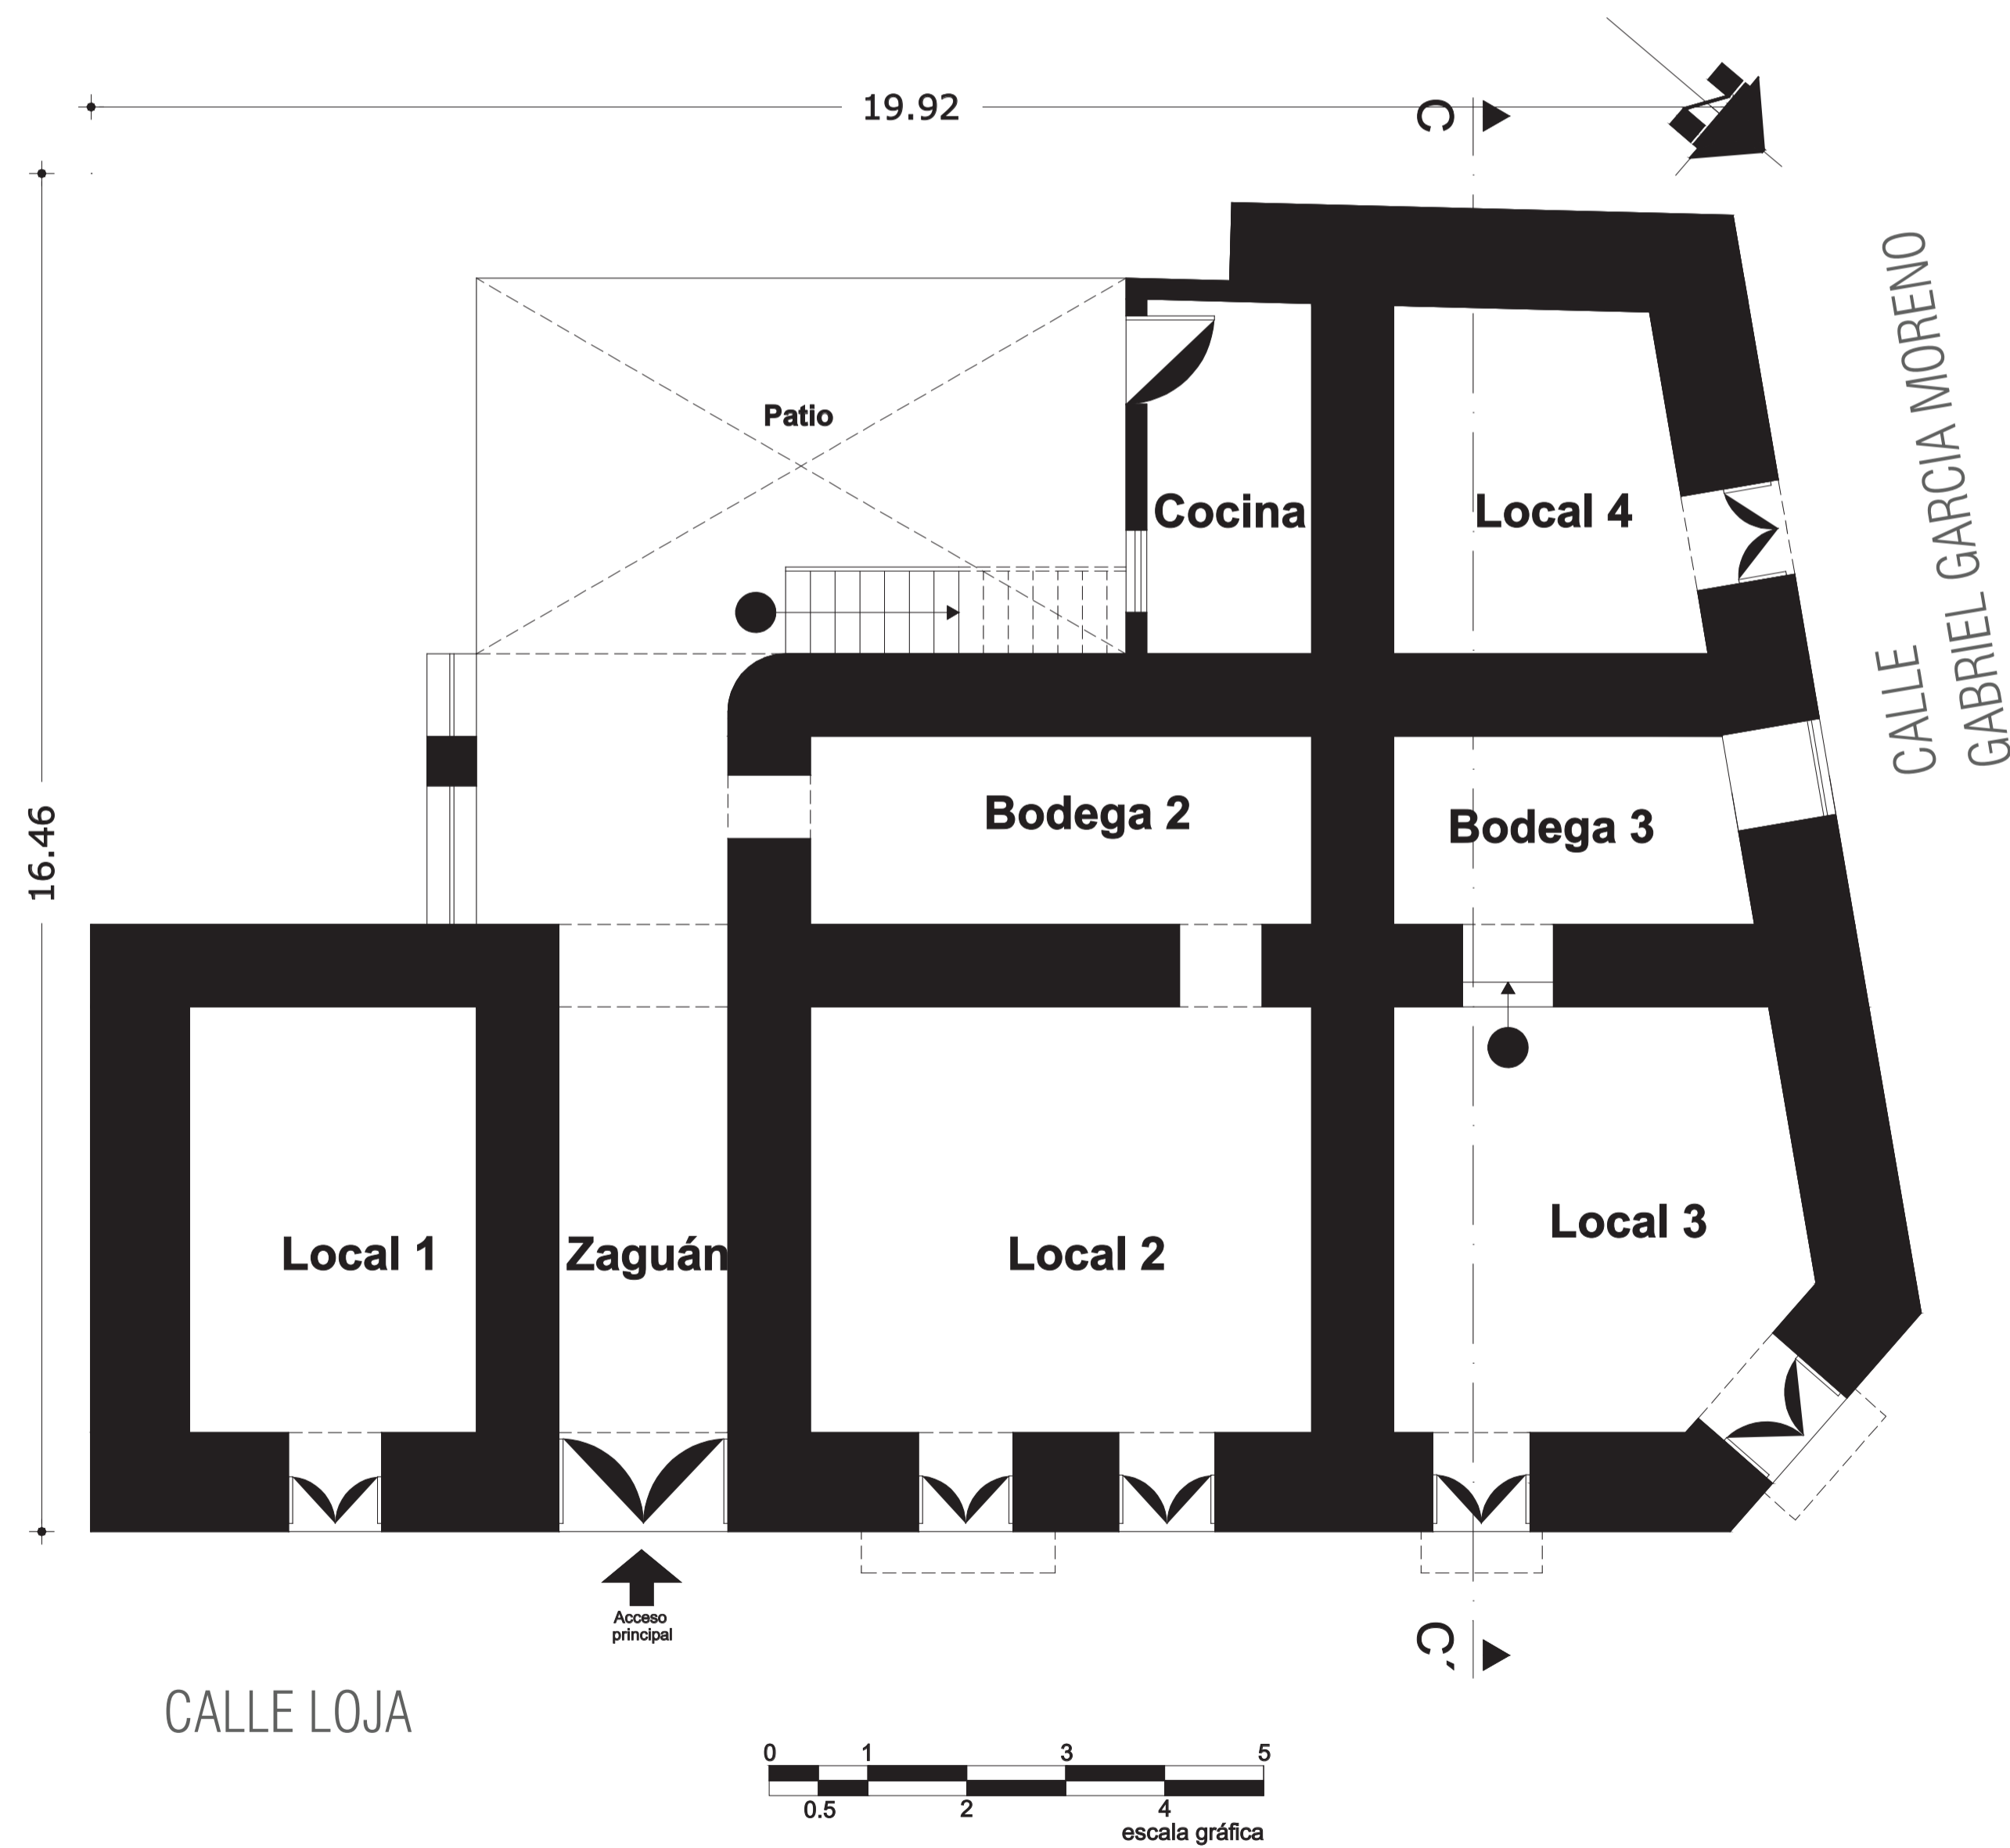 19.92
C
N
CALLE
GABRIEL GARCIA MORENO
Patio
Cocina
Local 4
16.46
Bodega 2
Bodega 3
Local 1
Zaguán
Local 2
Local 3
Acceso
principal
C´
CALLE LOJA
0 1 3 5
0.5 2 4
escala gráfica